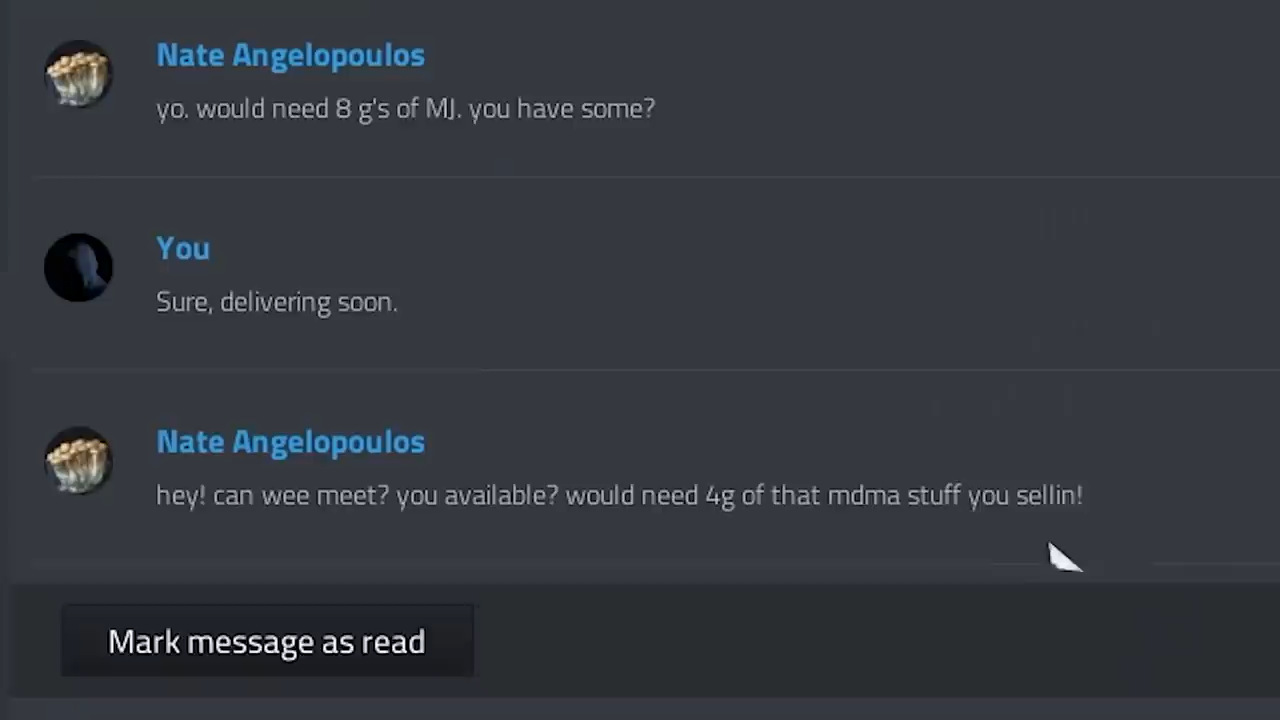 Nate Angelopoulos
yo. would need 8 g's of MJ. you have some?
You
Sure, delivering soon.
Nate Angelopoulos
hey! can wee meet? you available? would need 4g of that mdma stuff you sellin!
Mark message as read